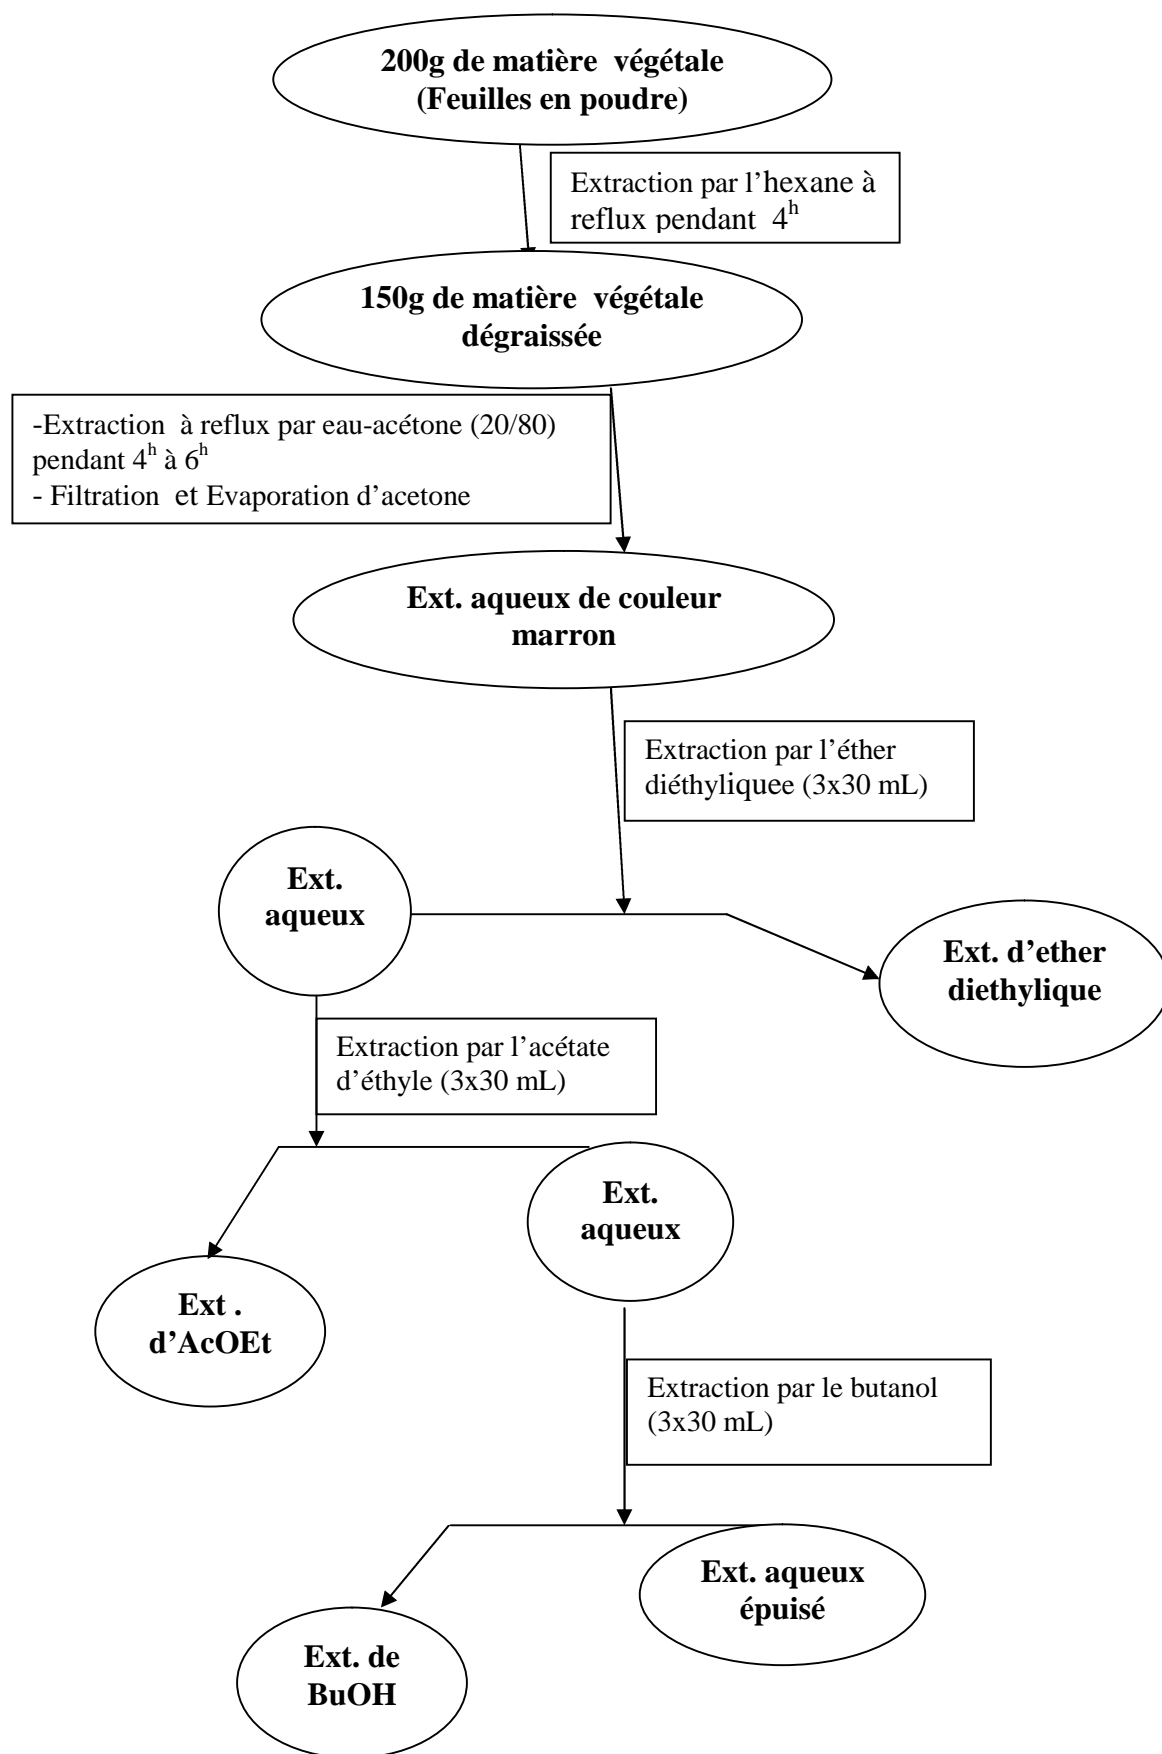 200g de matière végétale
(Feuilles en poudre)
Extraction par l’hexane à
reflux pendant 4h
150g de matière végétale
dégraissée
-Extraction à reflux par eau-acétone (20/80)
pendant 4h à 6h
- Filtration et Evaporation d’acetone
Ext. aqueux de couleur
marron
Extraction par l’éther
diéthyliquee (3x30 mL)
Ext.
aqueux
Ext. d’ether
diethylique
Extraction par l’acétate
d’éthyle (3x30 mL)
Ext.
aqueux
Ext .
d’AcOEt
Extraction par le butanol
(3x30 mL)
Ext. aqueux
épuisé
Ext. de
BuOH